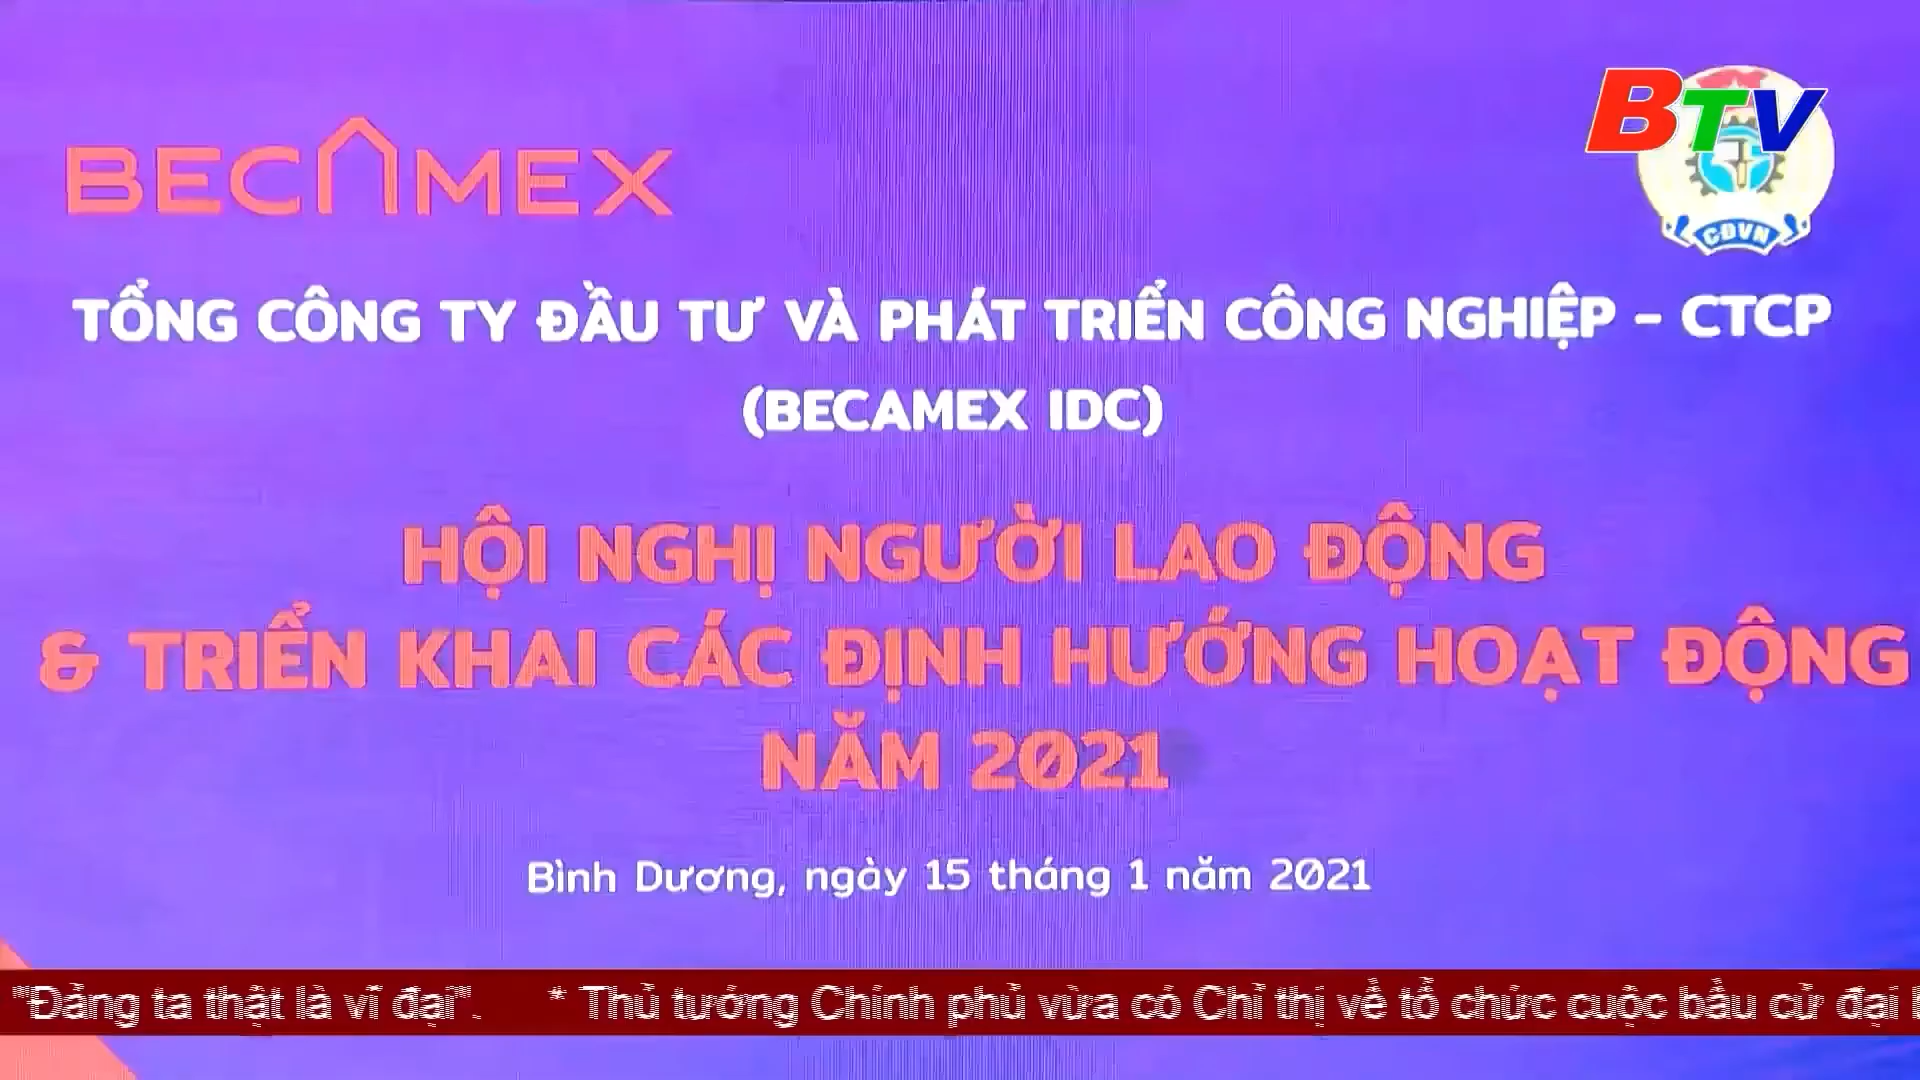 BTV
BECAMEX
CĐVN
TỔNG CÔNG TY ĐẦU TƯ VÀ PHÁT TRIỂN CÔNG NGHIỆP - CTCP
(BECAMEX IDC)
HỘI NGHỊ NGƯỜI LAO ĐỘNG
& TRIỂN KHAI CÁC ĐỊNH HƯỚNG HOẠT ĐỘNG
NĂM 2021
Bình Dương, ngày 15 tháng 1 năm 2021
"Đảng ta thật là vĩ đại". * Thủ tướng Chính phủ vừa có Chỉ thị về tổ chức cuộc bầu cử đại